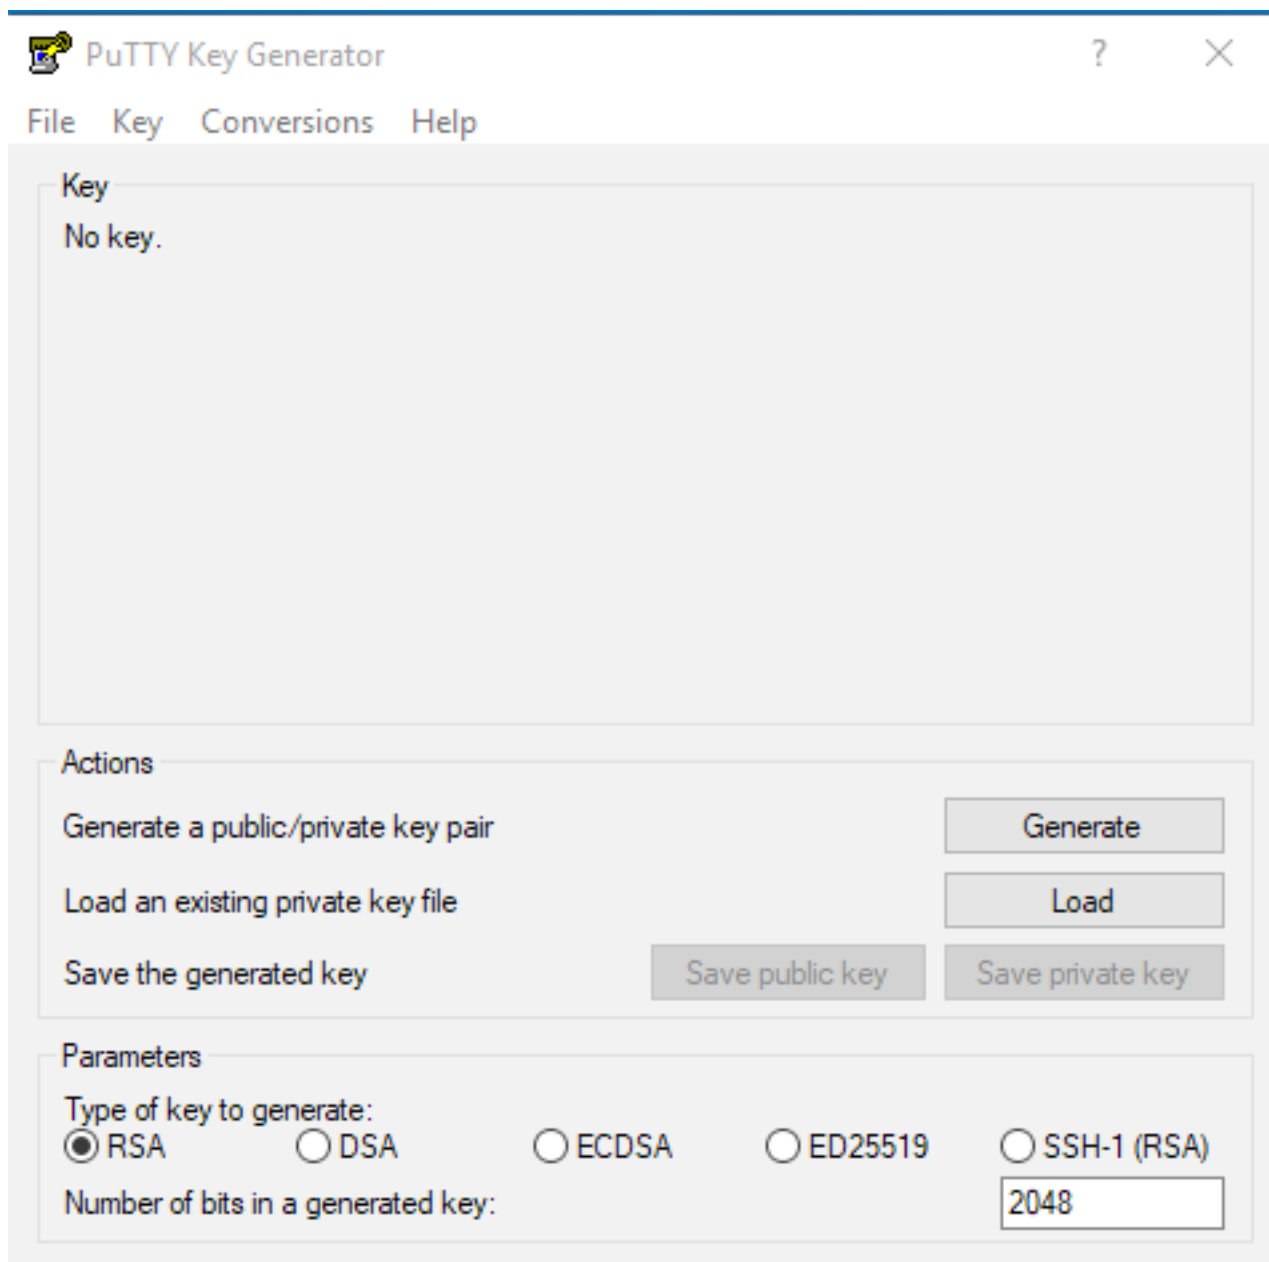 PuTTY Key Generator ?
File Key Conversions Help
Key
No key.
Actions
Generate a public/private key pair Generate
Load an existing private key file Load
Save the generated key Save public key Save private key
Parameters
Type of key to generate:
RSA DSA ECDSA ED25519 SSH-1 (RSA)
Number of bits in a generated key: 2048